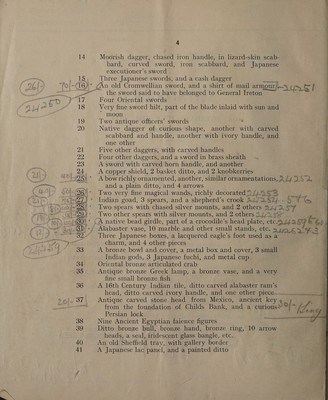 4
14 Moorish dagger, chased iron handle, in lizard-skin scab-
bard, curved sword, iron scabbard, and Japanese
executioner's sword
15 Three Japanese swords, and a cash dagger
16 An old Cromwellian sword, and a shirt of mail armour—24251
the sword said to have belonged to General Ireton
24250
17 Four Oriental swords
18 Very fine sword hilt, part of the blade inlaid with sun and
moon
19 Two antique officers' swords
20 Native dagger of curious shape, another with carved
scabbard and handle, another with ivory handle, and
one other
21 Five other daggers, with carved handles
22 Four other daggers, and a sword in brass sheath
23 A sword with carved horn handle, and another
24 A copper shield, 2 basket ditto, and 2 knobkerries
25 A bow richly ornamented, another, similar ornamentations, 24252
and a plain ditto, and 4 arrows
26 Two very fine magical wands, richly decorated 24253
Indian gond, 3 spears, and a shepherd's crook
Two spears with chased silver mounts, and 2 others 24257
Two other spears with silver mounts, and 2 others
A native bead girdle, part of a crocodile's head plate, etc.
Alabaster vase, 10 marble and other small stands, etc.
Three Japanese boxes, a lacquered eagle's foot used as a
charm, and 4 other pieces
33 A bronze bowl and cover, a metal box and cover, 3 small
Indian gods, 3 Japanese fuchi, and metal cup
34 Oriental bronze articulated crab
35 Antique bronze Greek lamp, a bronze vase, and a very
fine small bronze fish
36 A 16th Century Indian tile, ditto carved alabaster ram's
head, ditto carved ivory handle, and one other piece
20/- 37 Antique carved stone head from Mexico, ancient key
from the foundation of Childs Bank, and a curious
Persian lock
38 Nine Ancient Egyptian faience figures
39 Ditto bronze bull, bronze hand, bronze ring, 10 arrow
heads, a seal, iridescent glass bangle, etc.
40 An old Sheffield tray, with gallery border
41 A Japanese lac panel, and a painted ditto